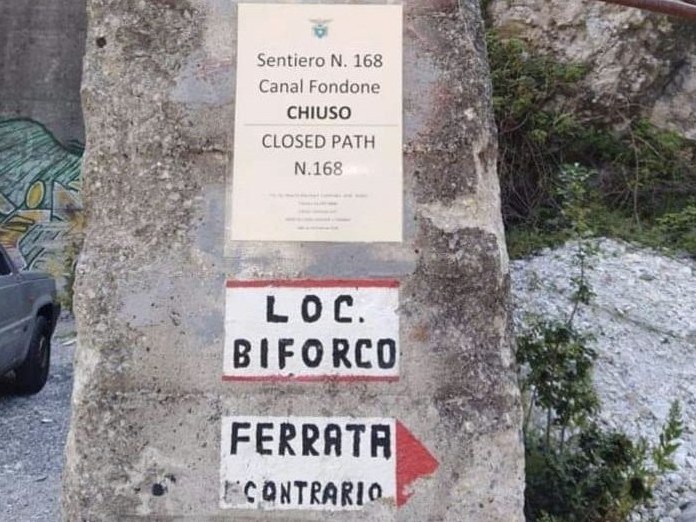 Sentiero N. 168
Canal Fondone
CHIUSO
CLOSED PATH
N.168
LOC.
BIFORCO
FERRATA
CONTRARIO